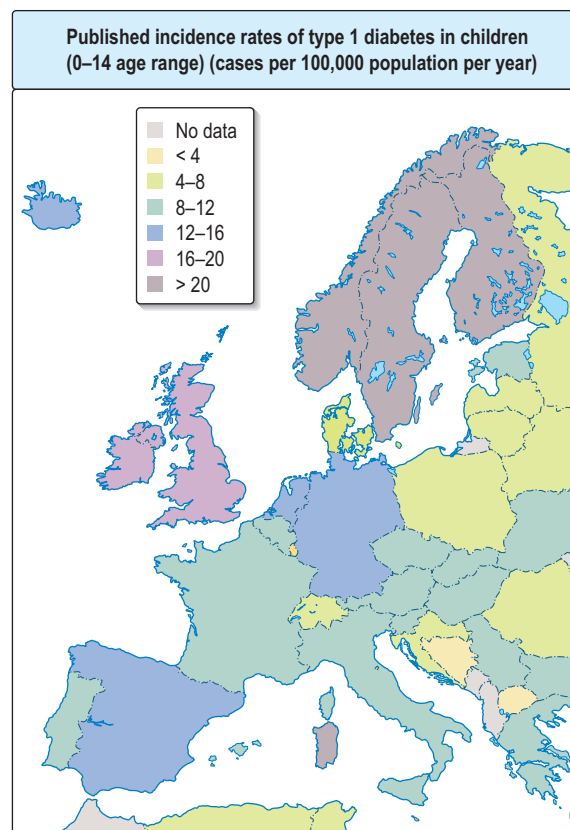 Published incidence rates of type 1 diabetes in children
(0–14 age range) (cases per 100,000 population per year)
No data
< 4
4–8
8–12
12–16
16–20
> 20